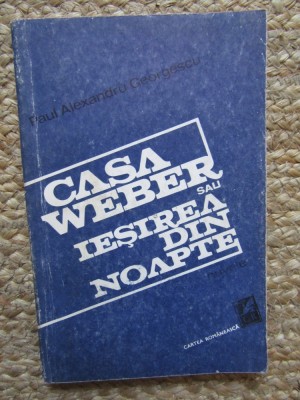 Paul Alexandru Georgescu
CASA
WEBER
SAU
IEȘIREA
DIN
NOAPTE
CARTEA ROMÂNEASCĂ